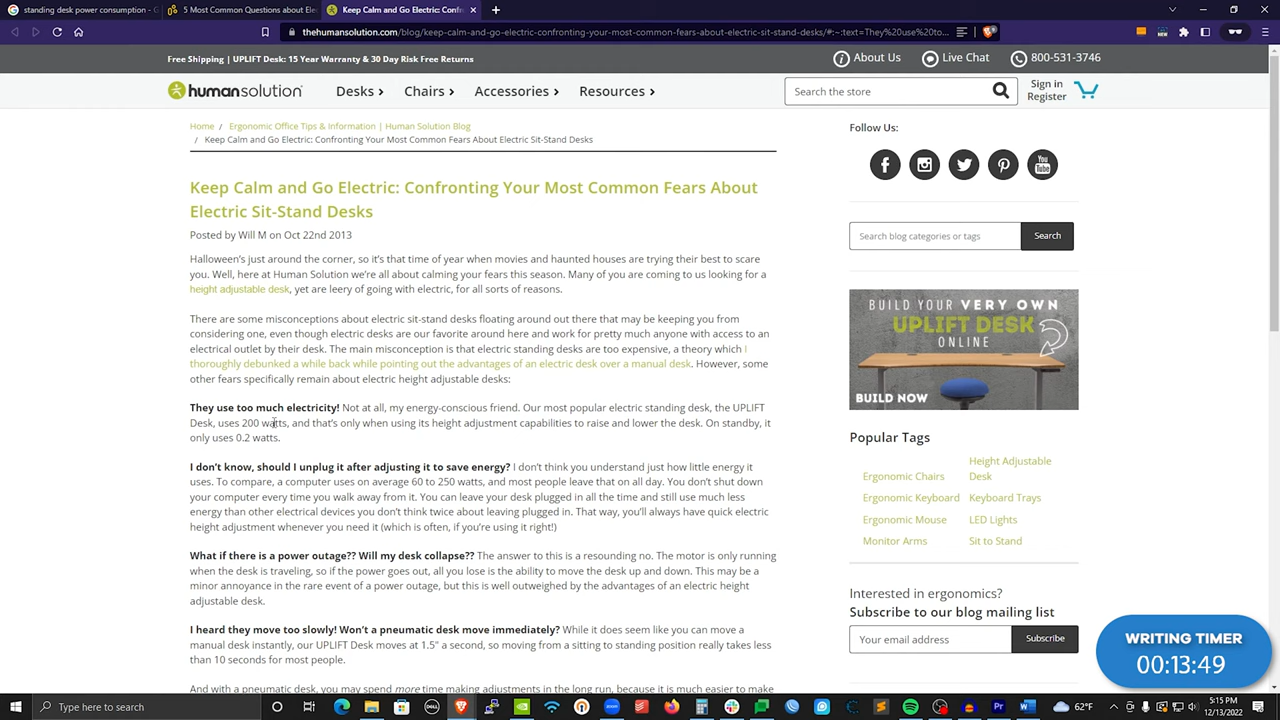 standing desk power consumption - G
5 Most Common Questions about Ele
Keep Calm and Go Electric: Confr
thehumansolution.com/blog/keep-calm-and-go-electric-confronting-your-most-common-fears-about-electric-sit-stand-desks/#:~:text=They%20use%20to...
Free Shipping | UPLIFT Desk: 15 Year Warranty & 30 Day Risk Free Returns
About Us
Live Chat
800-531-3746
humansolution
Desks
Chairs
Accessories
Resources
Search the store
Sign in
Register
Home / Ergonomic Office Tips & Information | Human Solution Blog
/ Keep Calm and Go Electric: Confronting Your Most Common Fears About Electric Sit-Stand Desks
Keep Calm and Go Electric: Confronting Your Most Common Fears About
Electric Sit-Stand Desks
Posted by Will M on Oct 22nd 2013
Halloween's just around the corner, so it's that time of year when movies and haunted houses are trying their best to scare
you. Well, here at Human Solution we're all about calming your fears this season. Many of you are coming to us looking for a
height adjustable desk, yet are leery of going with electric, for all sorts of reasons.
There are some misconceptions about electric sit-stand desks floating around out there that may be keeping you from
considering one, even though electric desks are our favorite around here and work for pretty much anyone with access to an
electrical outlet by their desk. The main misconception is that electric standing desks are too expensive, a theory which I
thoroughly debunked a while back while pointing out the advantages of an electric desk over a manual desk. However, some
other fears specifically remain about electric height adjustable desks:
They use too much electricity! Not at all, my energy-conscious friend. Our most popular electric standing desk, the UPLIFT
Desk, uses 200 watts, and that's only when using its height adjustment capabilities to raise and lower the desk. On standby, it
only uses 0.2 watts.
I don't know, should I unplug it after adjusting it to save energy? I don't think you understand just how little energy it
uses. To compare, a computer uses on average 60 to 250 watts, and most people leave that on all day. You don't shut down
your computer every time you walk away from it. You can leave your desk plugged in all the time and still use much less
energy than other electrical devices you don't think twice about leaving plugged in. That way, you'll always have quick electric
height adjustment whenever you need it (which is often, if you're using it right!)
What if there is a power outage?? Will my desk collapse?? The answer to this is a resounding no. The motor is only running
when the desk is traveling, so if the power goes out, all you lose is the ability to move the desk up and down. This may be a
minor annoyance in the rare event of a power outage, but this is well outweighed by the advantages of an electric height
adjustable desk.
I heard they move too slowly! Won't a pneumatic desk move immediately? While it does seem like you can move a
manual desk instantly, our UPLIFT Desk moves at 1.5" a second, so moving from a sitting to standing position really takes less
than 10 seconds for most people.
And with a pneumatic desk, you may spend more time making adjustments in the long run, because it is much easier to make
Follow Us:
You
Tube
Search blog categories or tags
Search
BUILD YOUR VERY OWN
UPLIFT DESK
ONLINE
BUILD NOW
Popular Tags
Ergonomic Chairs
Height Adjustable
Desk
Ergonomic Keyboard
Keyboard Trays
Ergonomic Mouse
LED Lights
Monitor Arms
Sit to Stand
Interested in ergonomics?
Subscribe to our blog mailing list
Your email address
Subscribe
WRITING TIMER
00:13:49
Type here to search
DELL
62°F
5:15 PM
12/13/2022